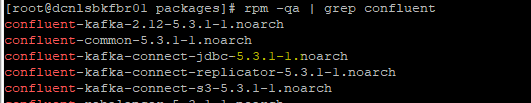 [root@dcnlsbkfbr01 packages]# rpm -qa | grep confluent
confluent-kafka-2.12-5.3.1-1.noarch
confluent-common-5.3.1-1.noarch
confluent-kafka-connect-jdbc-5.3.1-1.noarch
confluent-kafka-connect-replicator-5.3.1-1.noarch
confluent-kafka-connect-s3-5.3.1-1.noarch